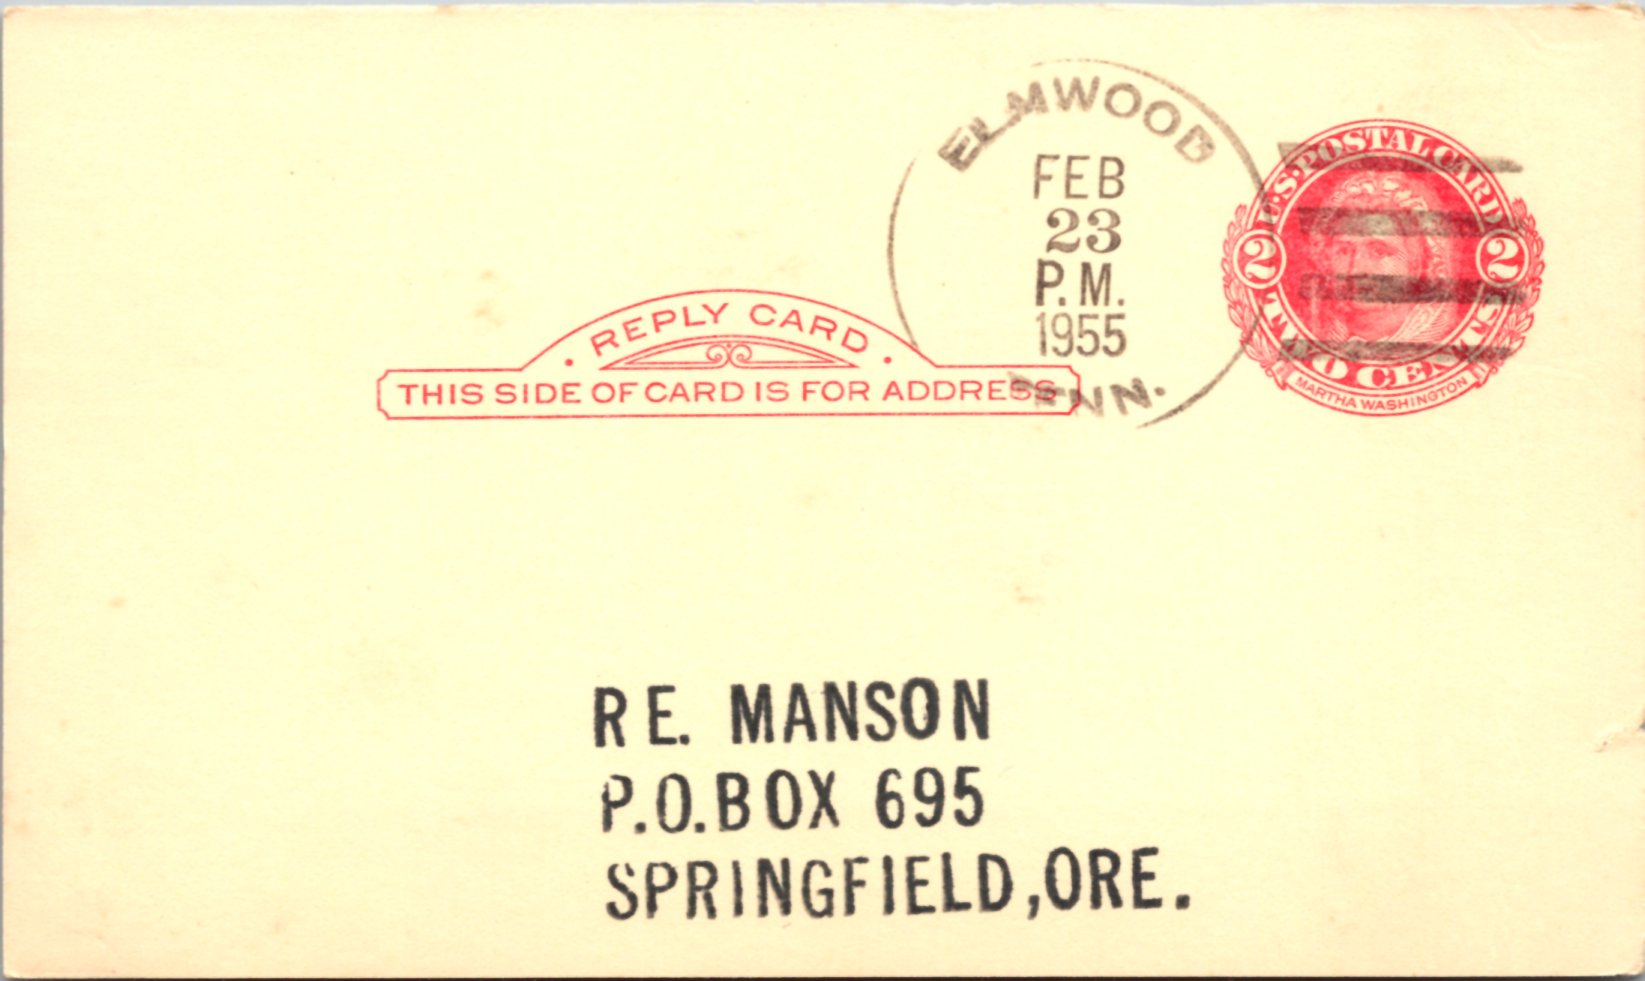 ELMWOOD
FEB
23
P.M.
1955
ENN.
U.S. POSTAL CARD
2 2
TWO CENTS
MARTHA WASHINGTON
· REPLY CARD ·
THIS SIDE OF CARD IS FOR ADDRESS
R E. MANSON
P.O. BOX 695
SPRINGFIELD, ORE.